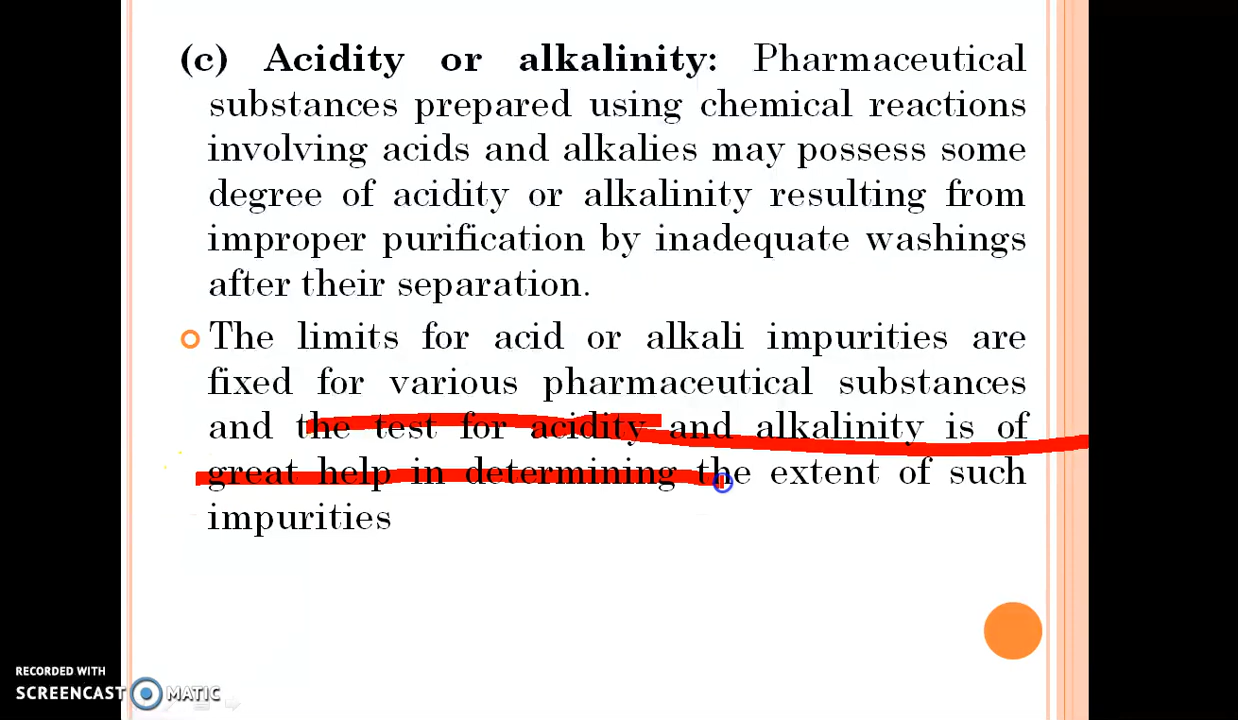 (c) Acidity or alkalinity: Pharmaceutical
substances prepared using chemical reactions
involving acids and alkalies may possess some
degree of acidity or alkalinity resulting from
improper purification by inadequate washings
after their separation.
The limits for acid or alkali impurities are
fixed for various pharmaceutical substances
and the test for acidity and alkalinity is of
great help in determining the extent of such
impurities
RECORDED WITH
SCREENCAST MATIC